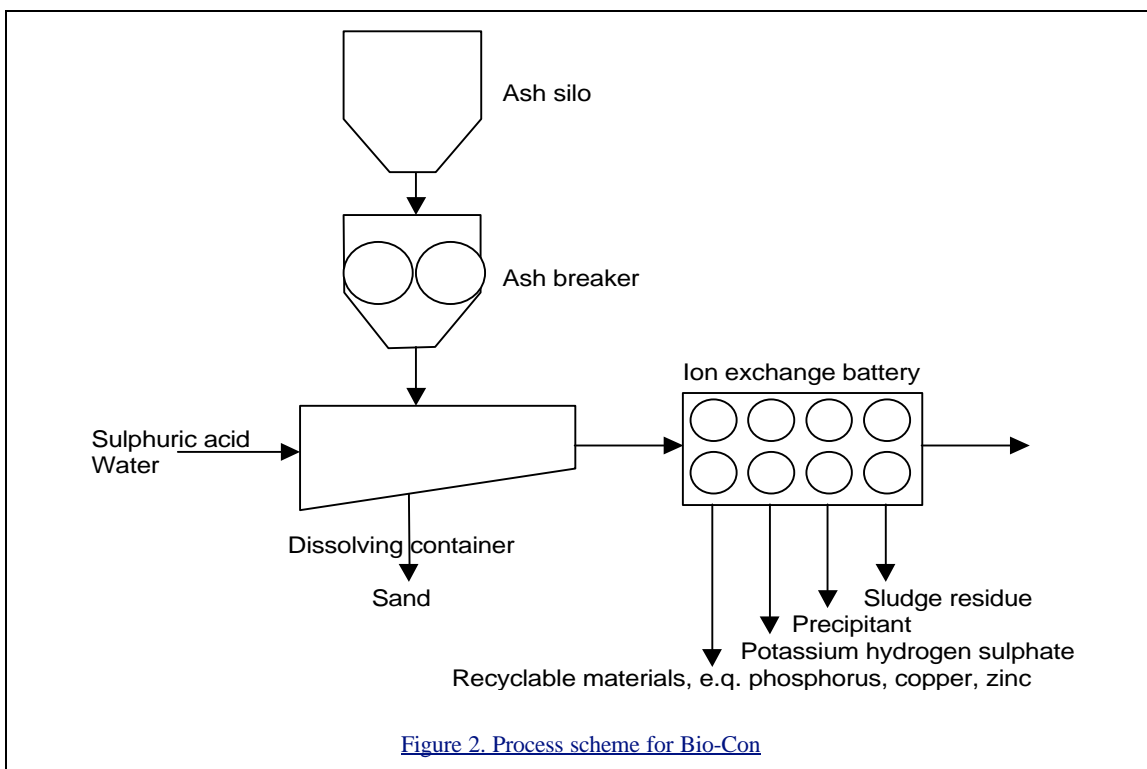 Ash silo
Ash breaker
Ion exchange battery
Sulphuric acid
Water
Dissolving container
Sand
Sludge residue
Precipitant
Potassium hydrogen sulphate
Recyclable materials, e.q. phosphorus, copper, zinc
Figure 2. Process scheme for Bio-Con